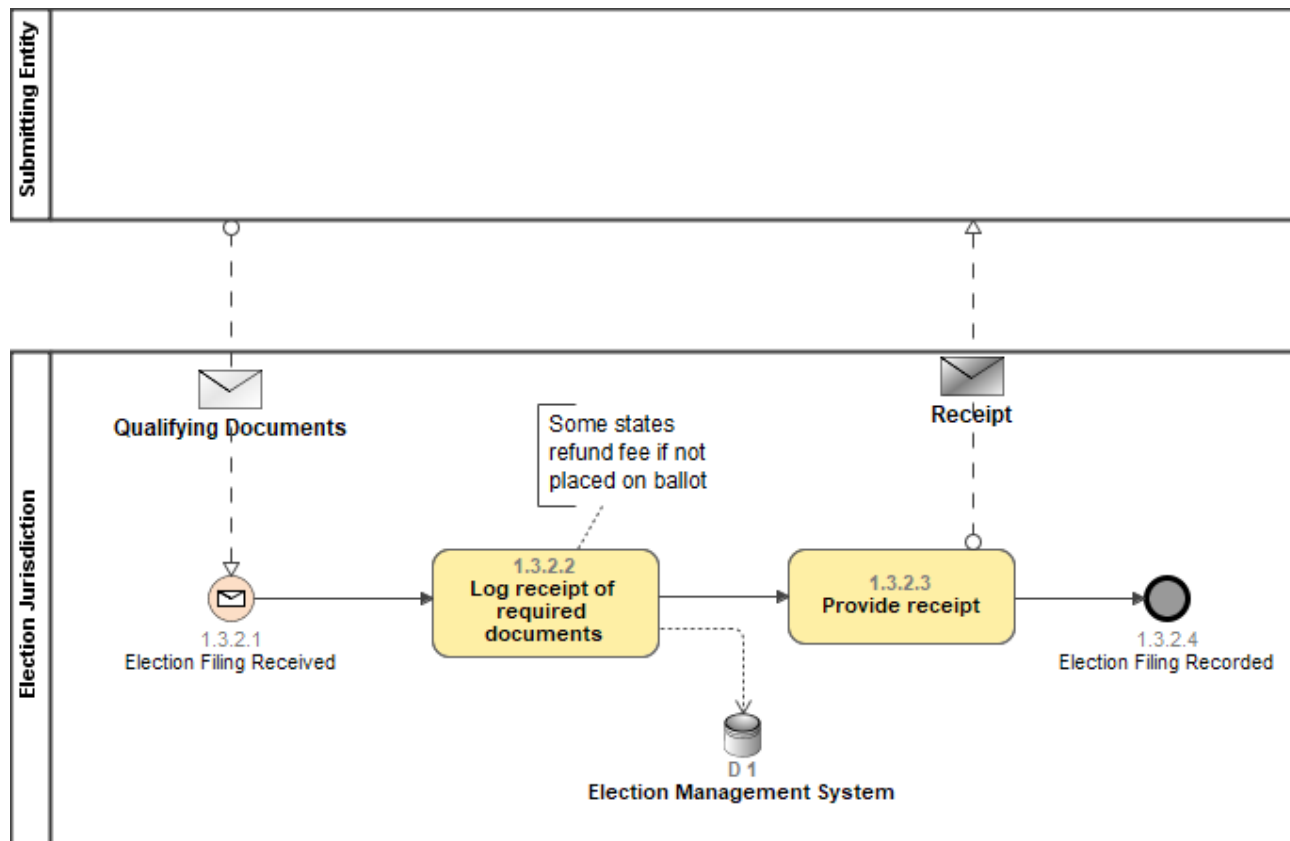 Submitting Entity
Qualifying Documents
Receipt
Some states
refund fee if not
placed on ballot
Election Jurisdiction
1.3.2.1
Election Filing Received
1.3.2.2
Log receipt of
required
documents
1.3.2.3
Provide receipt
1.3.2.4
Election Filing Recorded
D 1
Election Management System